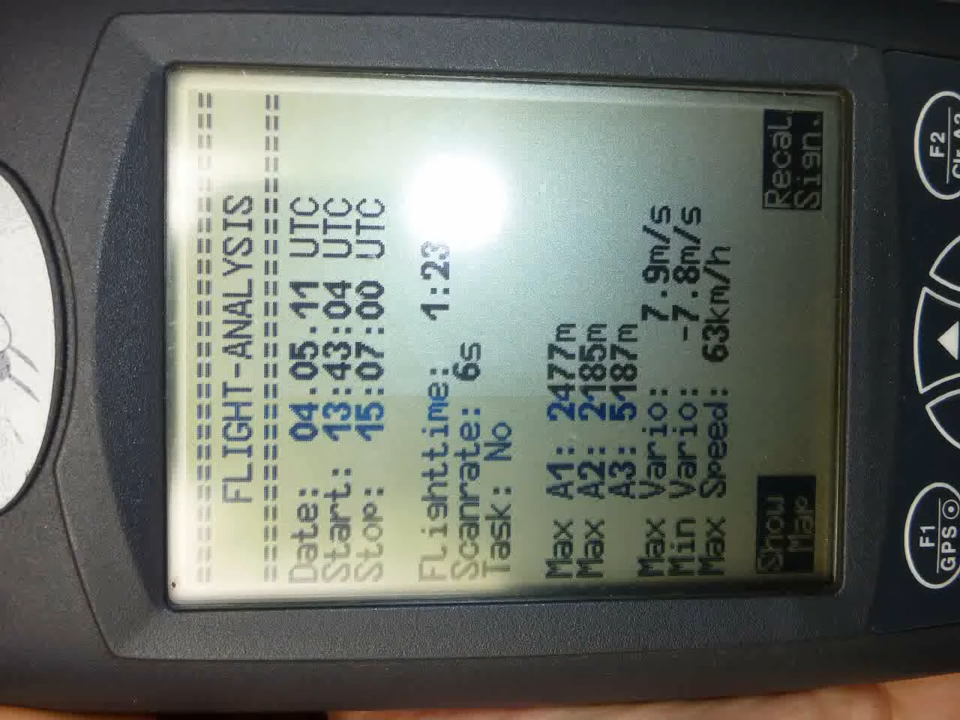 ==========================
FLIGHT-ANALYSIS
==========================
Date: 04.05.11 UTC
Start: 13:43:04 UTC
Stop: 15:07:00 UTC
Flighttime: 1:23
Scanrate: 6s
Task: No
Max A1: 2477m
Max A2: 2185m
A3: 5187m
Max Vario: 7.9m/s
Min Vario: -7.8m/s
Max Speed: 63km/h
Show Recal
Map Sign.
F1 F2
GPS Clr A2